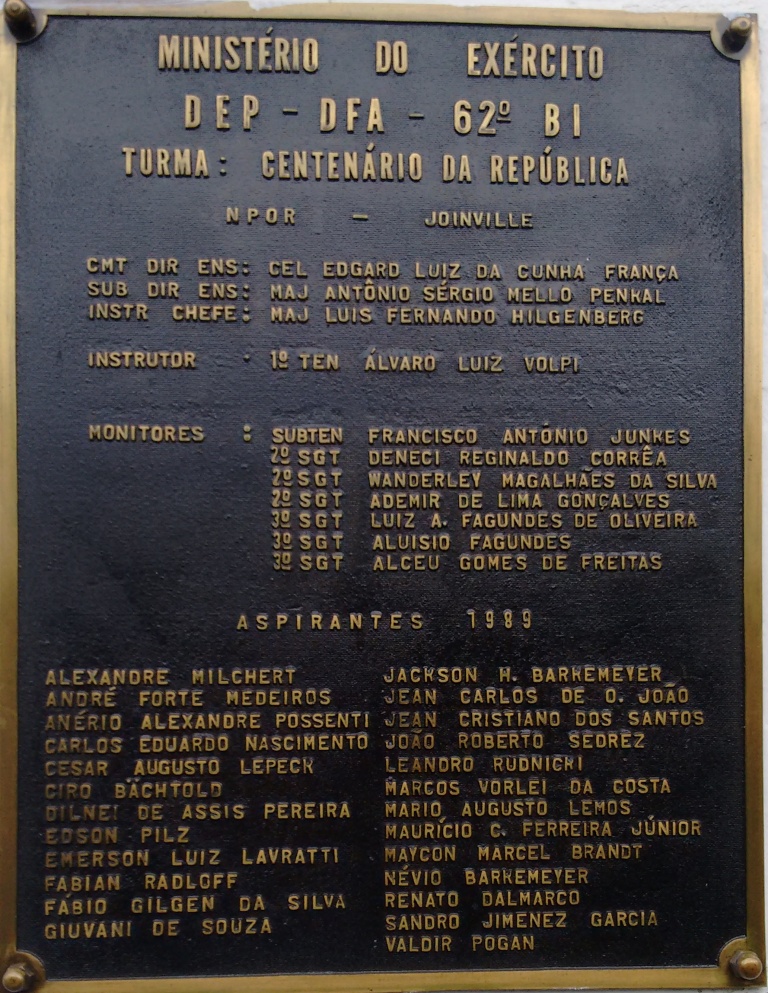 MINISTÉRIO DO EXÉRCITO
DEP - DFA - 62º BI
TURMA: CENTENÁRIO DA REPÚBLICA
NPOR - JOINVILLE
CMT DIR ENS: CEL EDGARD LUIZ DA CUNHA FRANÇA
SUB DIR ENS: MAJ ANTÔNIO SÉRGIO MELLO PENKAL
INSTR CHEFE: MAJ LUIS FERNANDO HILGENBERG
INSTRUTOR : 1º TEN ÁLVARO LUIZ VOLPI
MONITORES : SUBTEN FRANCISCO ANTÓNIO JUNKES
2º SGT DENECI REGINALDO CORRÊA
2º SGT WANDERLEY MAGALHÃES DA SILVA
2º SGT ADEMIR DE LIMA GONÇALVES
3º SGT LUIZ A. FAGUNDES DE OLIVEIRA
3º SGT ALUISIO FAGUNDES
3º SGT ALCEU GOMES DE FREITAS
ASPIRANTES 1989
ALEXANDRE MILCHERT
ANDRÉ FORTE MEDEIROS
ANÉRIO ALEXANDRE POSSENTI
CARLOS EDUARDO NASCIMENTO
CESAR AUGUSTO LEPECK
CIRO BÄCHTOLD
DILNEI DE ASSIS PEREIRA
EDSON PILZ
EMERSON LUIZ LAVRATTI
FABIAN RADLOFF
FÁBIO GILGEN DA SILVA
GIUVANI DE SOUZA
JACKSON H. BARKEMEYER
JEAN CARLOS DE O. JOÃO
JEAN CRISTIANO DOS SANTOS
JOÃO ROBERTO SEDREZ
LEANDRO RUDNICKI
MARCOS VORLEI DA COSTA
MARIO AUGUSTO LEMOS
MAURÍCIO C. FERREIRA JÚNIOR
MAYCON MARCEL BRANDT
NÉVIO BARKEMEYER
RENATO DALMARCO
SANDRO JIMENEZ GARCIA
VALDIR POGAN